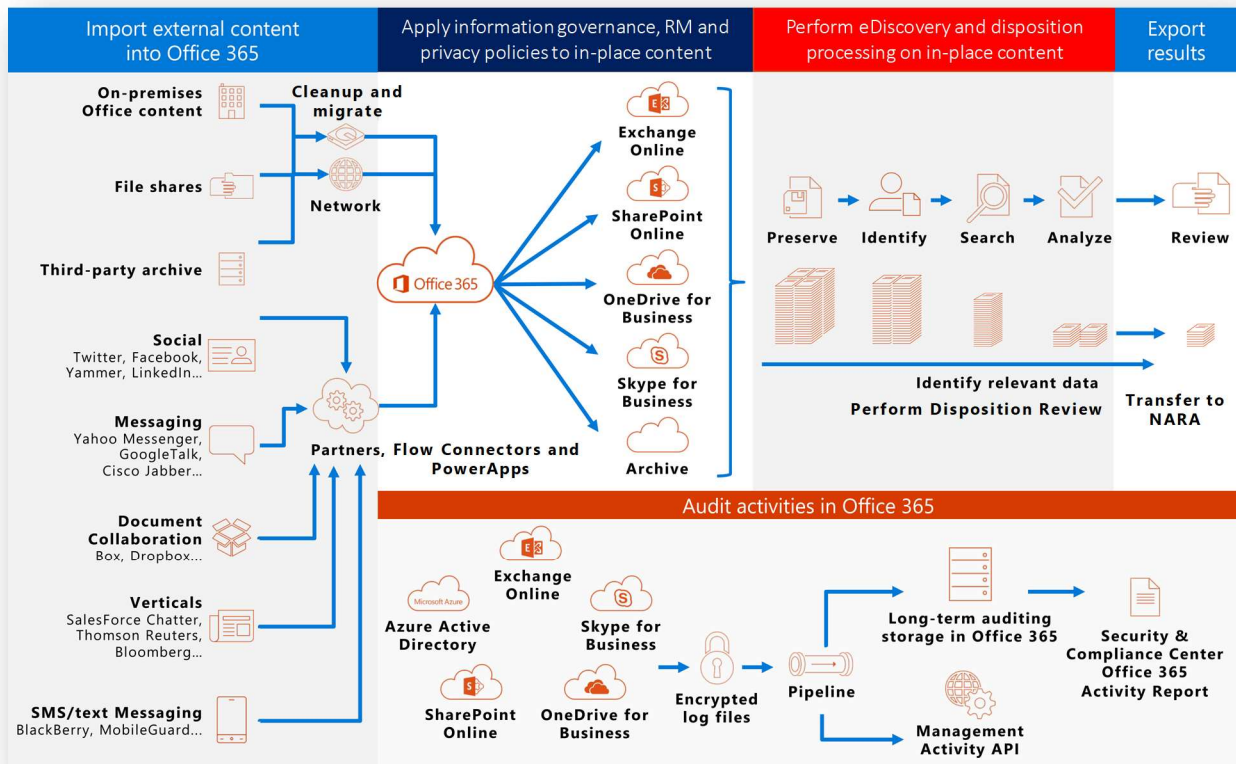 Import external content
into Office 365
Apply information governance, RM and
privacy policies to in-place content
Perform eDiscovery and disposition
processing on in-place content
Export
results
On-premises
Office content
Cleanup and
migrate
File shares
Network
Third-party archive
Office 365
Social
Twitter, Facebook,
Yammer, LinkedIn...
Messaging
Yahoo Messenger,
GoogleTalk,
Cisco Jabber...
Partners, Flow Connectors and
PowerApps
Document
Collaboration
Box, Dropbox...
Verticals
SalesForce Chatter,
Thomson Reuters,
Bloomberg...
SMS/text Messaging
BlackBerry, MobileGuard...
E
Exchange
Online
S
SharePoint
Online
OneDrive for
Business
S
Skype for
Business
Archive
Preserve
Identify
Search
Analyze
Review
Identify relevant data
Perform Disposition Review
Transfer to
NARA
Audit activities in Office 365
E
Exchange
Online
Microsoft Azure
Azure Active
Directory
S
Skype for
Business
S
SharePoint
Online
OneDrive for
Business
Encrypted
log files
Pipeline
Long-term auditing
storage in Office 365
Security &
Compliance Center
Office 365
Activity Report
Management
Activity API